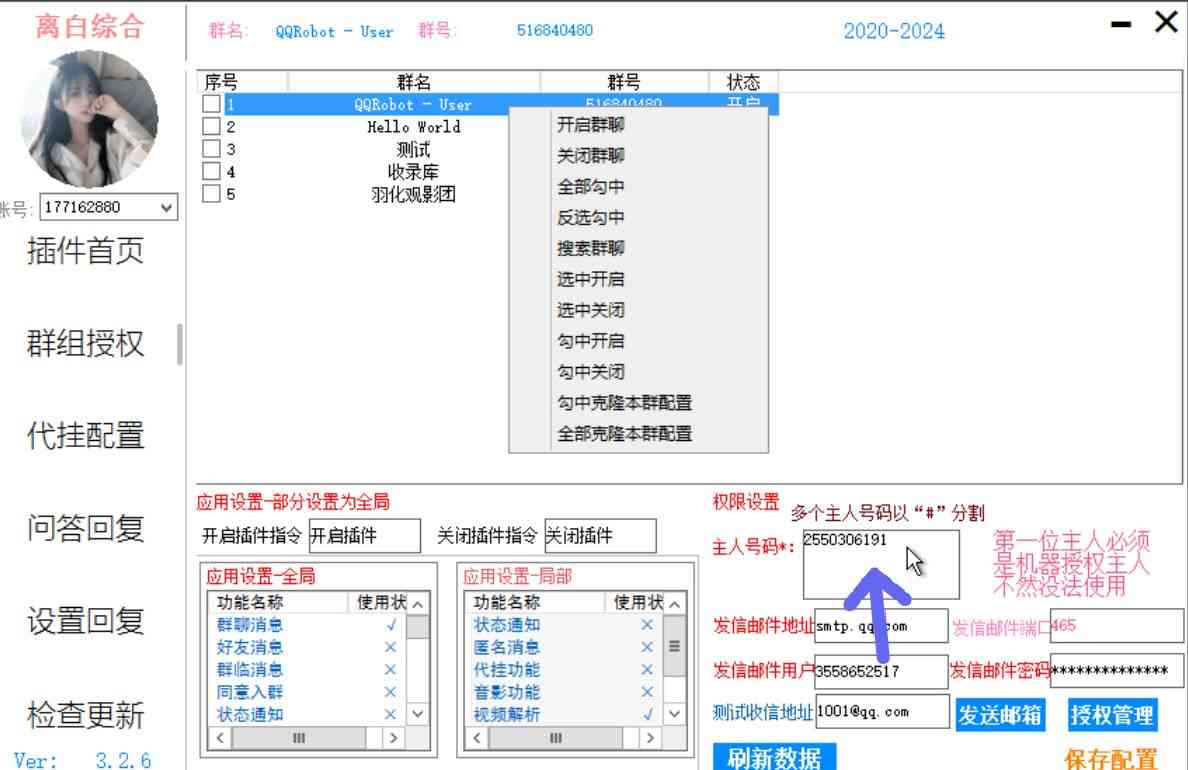 离白综合
群名: QQRobot - User 群号: 516840480 2020-2024
序号 群名 群号 状态
1 QQRobot - User 516840480 开启
2 Hello World
3 测试
4 收录库
5 羽化观影团
开启群聊
关闭群聊
全部勾中
反选勾中
搜索群聊
选中开启
选中关闭
勾中开启
勾中关闭
勾中克隆本群配置
全部克隆本群配置
账号: 177162880
插件首页
群组授权
代挂配置
问答回复
设置回复
检查更新
Ver: 3.2.6
应用设置-部分设置为全局
开启插件指令 开启插件 关闭插件指令 关闭插件
应用设置-全局
功能名称 使用状
群聊消息 √
好友消息 ×
群临消息 ×
同意入群 ×
状态通知 ×
应用设置-局部
功能名称 使用状
状态通知 ×
匿名消息 ×
代挂功能 ×
音影功能 ×
视频解析 √
权限设置
多个主人号码以“#”分割
主人号码*: 2550306191
第一位主人必须
是机器授权主人
不然没法使用
发信邮件地址 smtp.qq.com 发信邮件端口 465
发信邮件用户 3558652517 发信邮件密码 **************
测试收信地址 1001@qq.com 发送邮箱 授权管理
刷新数据 保存配置